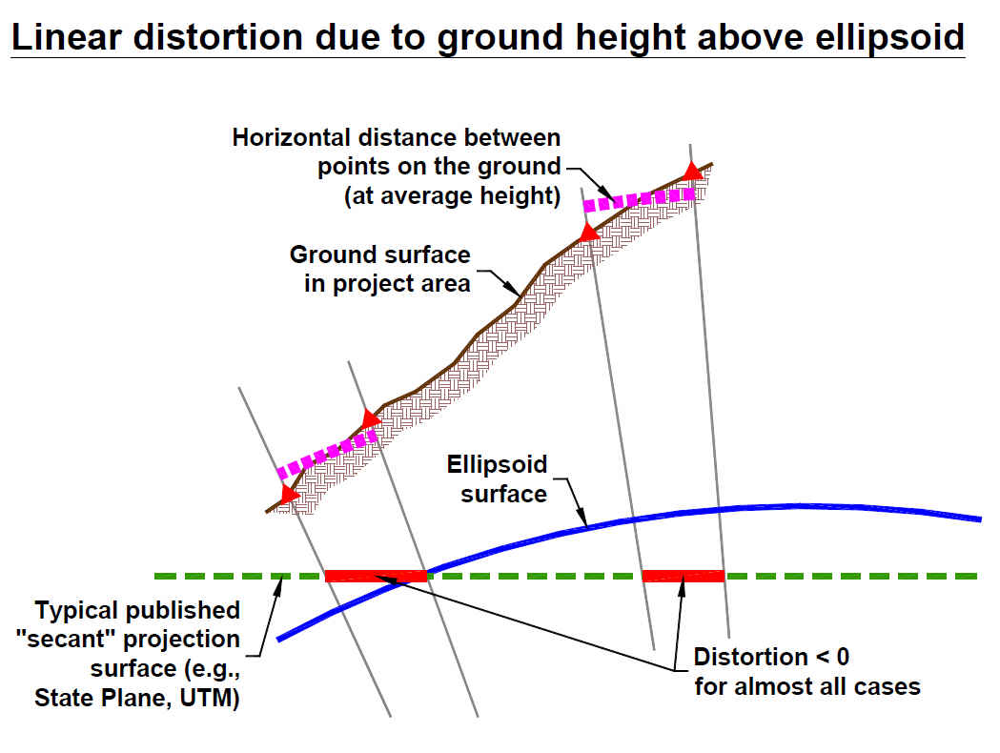 Linear distortion due to ground height above ellipsoid
Horizontal distance between
points on the ground
(at average height)
Ground surface
in project area
Ellipsoid
surface
Typical published
"secant" projection
surface (e.g.,
State Plane, UTM)
Distortion < 0
for almost all cases